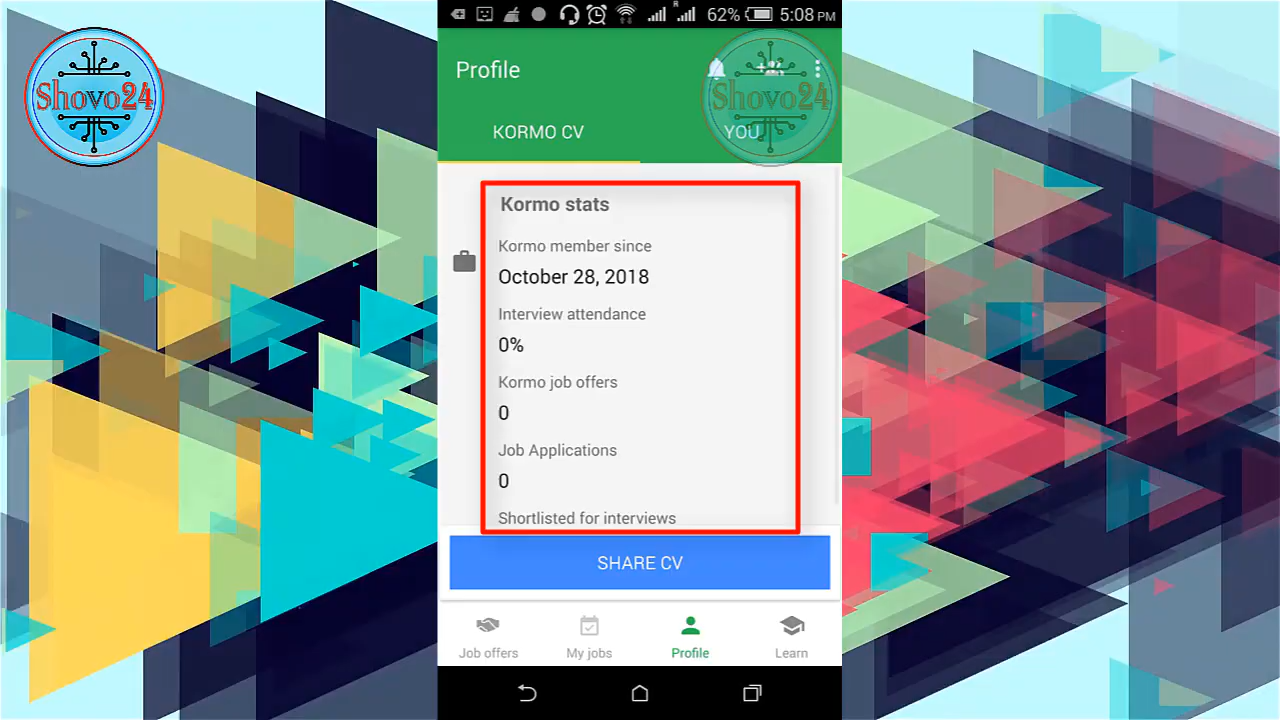 Shovo24
R
62%
5:08 PM
Profile
Shovo24
KORMO CV
YOU
Kormo stats
Kormo member since
October 28, 2018
Interview attendance
0%
Kormo job offers
0
Job Applications
0
Shortlisted for interviews
SHARE CV
Job offers
My jobs
Profile
Learn